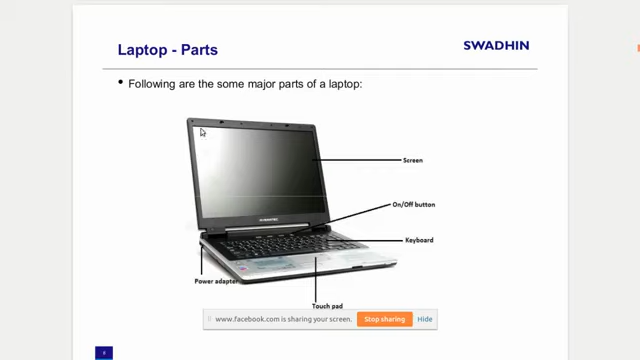 Laptop - Parts
SWADHIN
• Following are the some major parts of a laptop:
Screen
On/Off button
Keyboard
Power adapter
Touch pad
www.facebook.com is sharing your screen.
Stop sharing
Hide